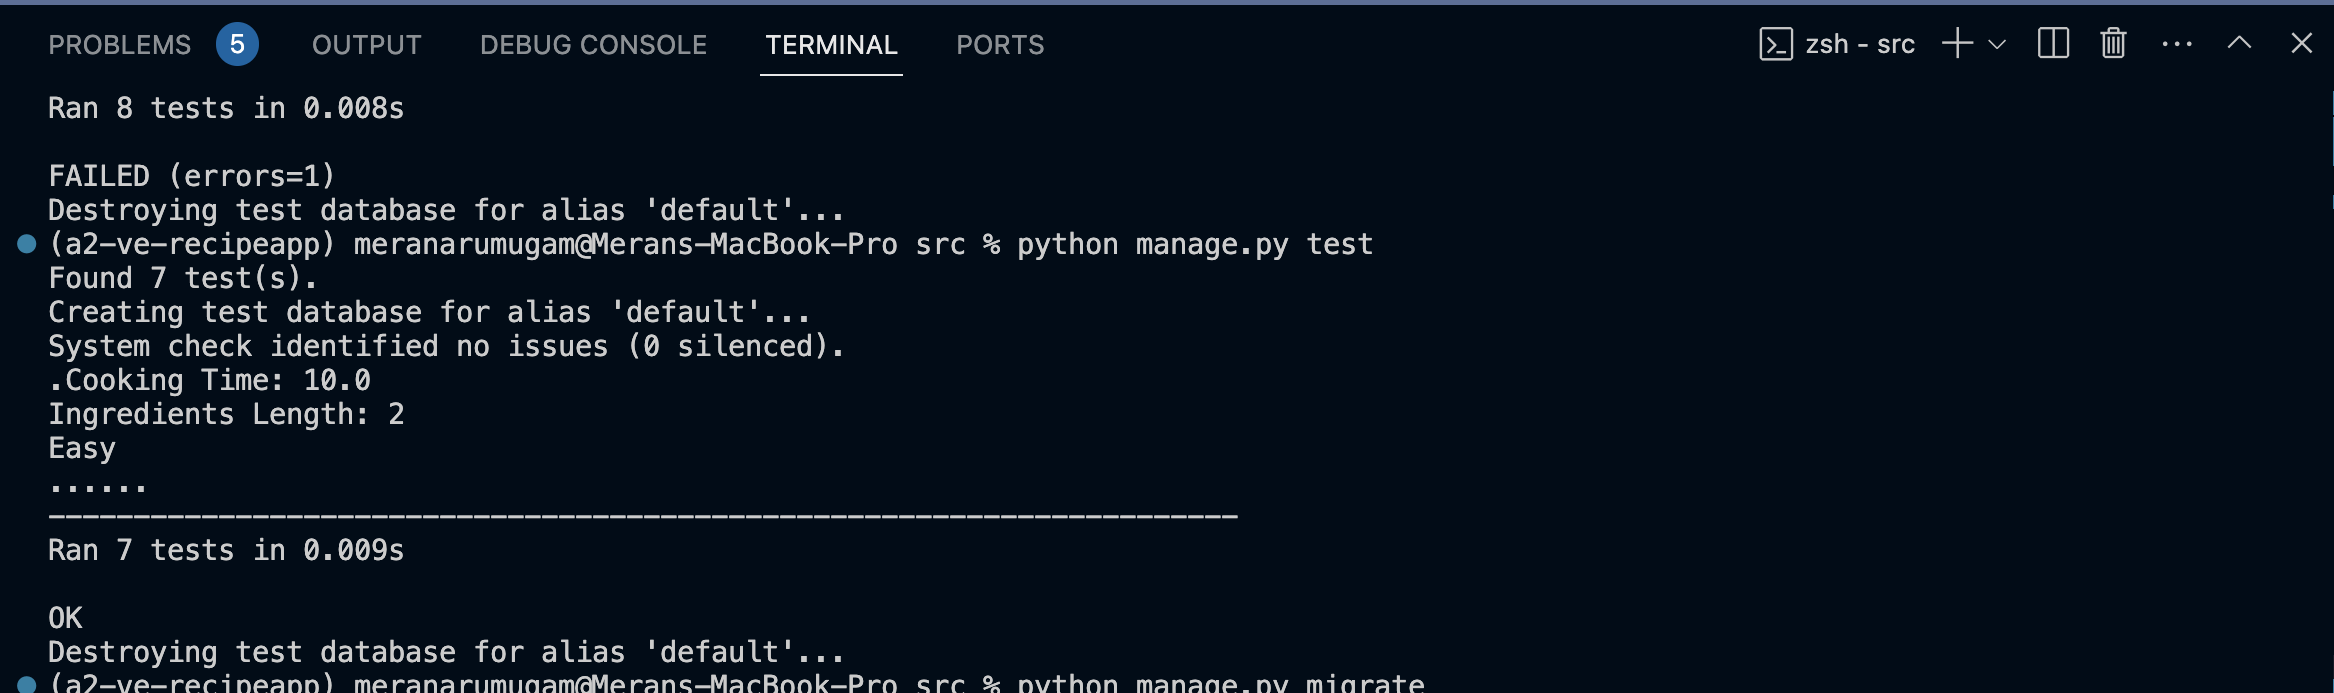 PROBLEMS 5 OUTPUT DEBUG CONSOLE TERMINAL PORTS zsh - src
Ran 8 tests in 0.008s
FAILED (errors=1)
Destroying test database for alias 'default'...
(a2-ve-recipeapp) meranarumugam@Merans-MacBook-Pro src % python manage.py test
Found 7 test(s).
Creating test database for alias 'default'...
System check identified no issues (0 silenced).
.Cooking Time: 10.0
Ingredients Length: 2
Easy
......
----------------------------------------------------------------------
Ran 7 tests in 0.009s
OK
Destroying test database for alias 'default'...
(a2-ve-recipeapp) meranarumugam@Merans-MacBook-Pro src % python manage.py migrate